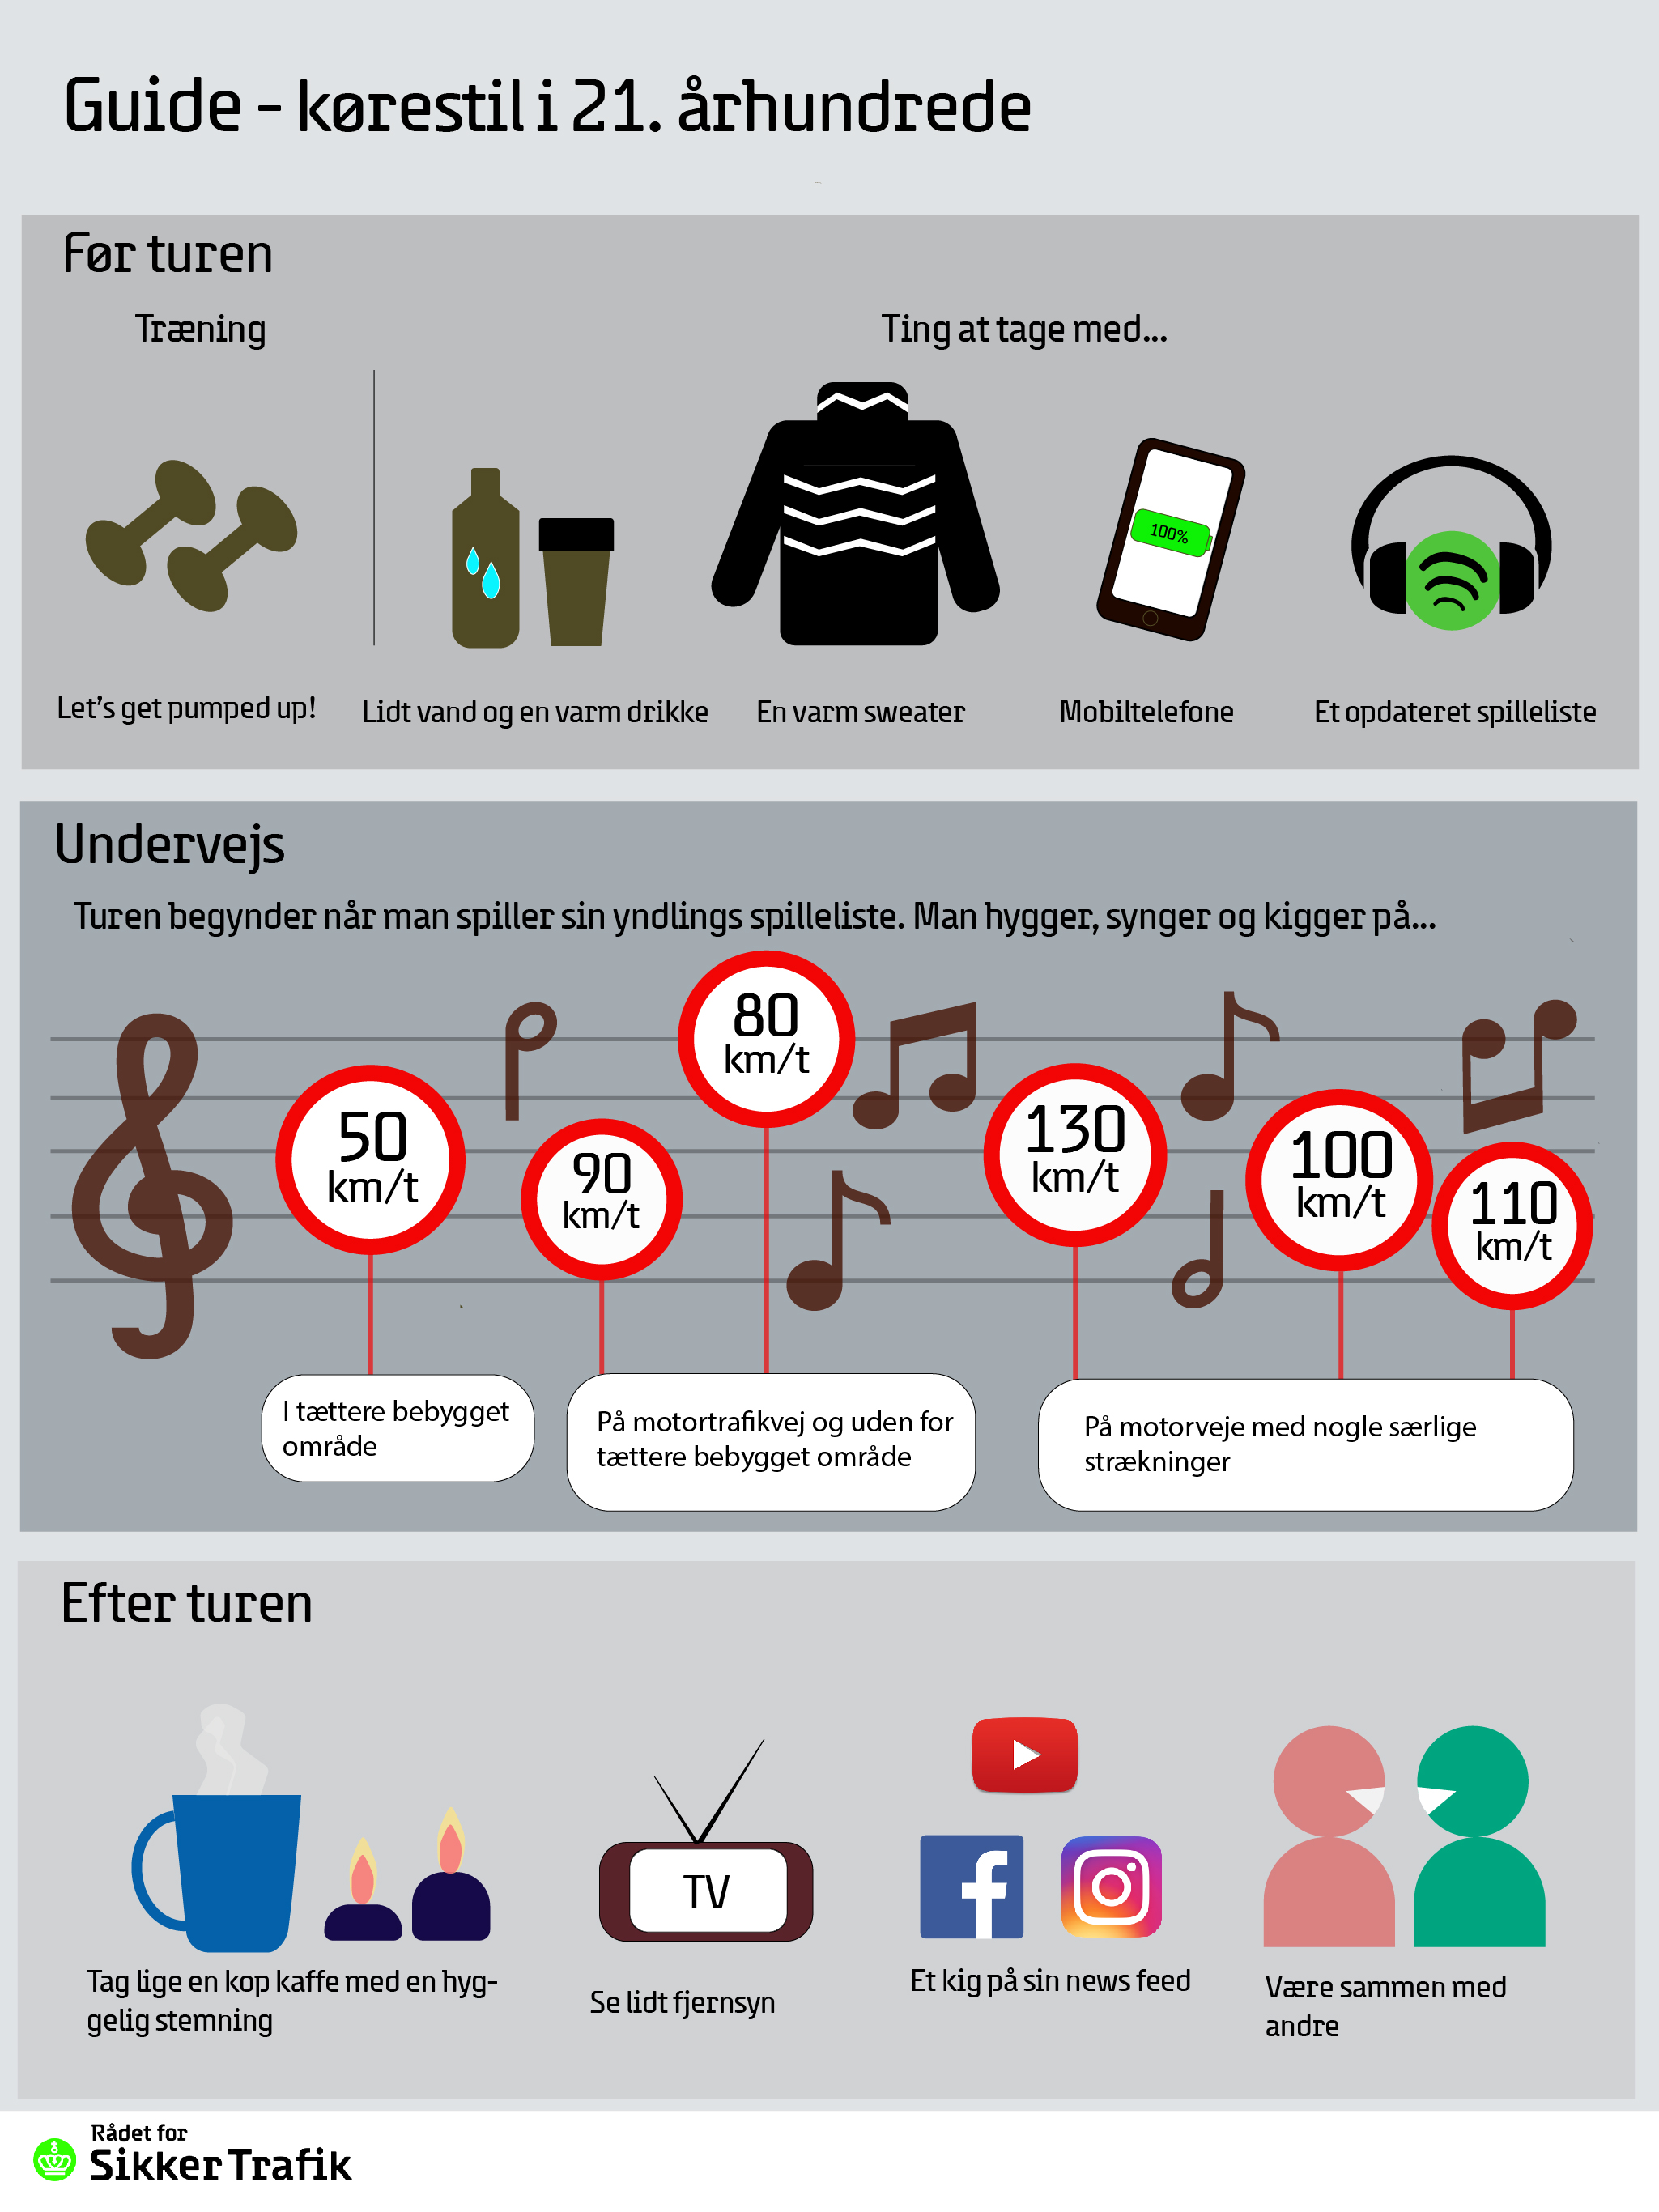 Guide - kørestil i 21. århundrede
Før turen
Træning
Ting at tage med...
100%
Let's get pumped up!
Lidt vand og en varm drikke
En varm sweater
Mobiltelefone
Et opdateret spilleliste
Undervejs
Turen begynder når man spiller sin yndlings spilleliste. Man hygger, synger og kigger på...
50
km/t
90
km/t
80
km/t
130
km/t
100
km/t
110
km/t
I tættere bebygget
område
På motortrafikvej og uden for
tættere bebygget område
På motorveje med nogle særlige
strækninger
Efter turen
TV
Tag lige en kop kaffe med en hyg-
gelig stemning
Se lidt fjernsyn
Et kig på sin news feed
Være sammen med
andre
Rådet for
Sikker Trafik